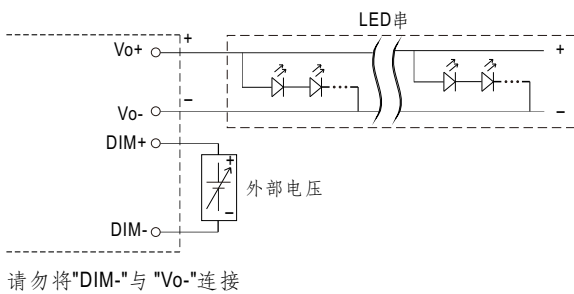 LED串
Vo+
+
+
Vo-
−
−
DIM+
+
外部电压
−
DIM-
请勿将"DIM-"与 "Vo-"连接